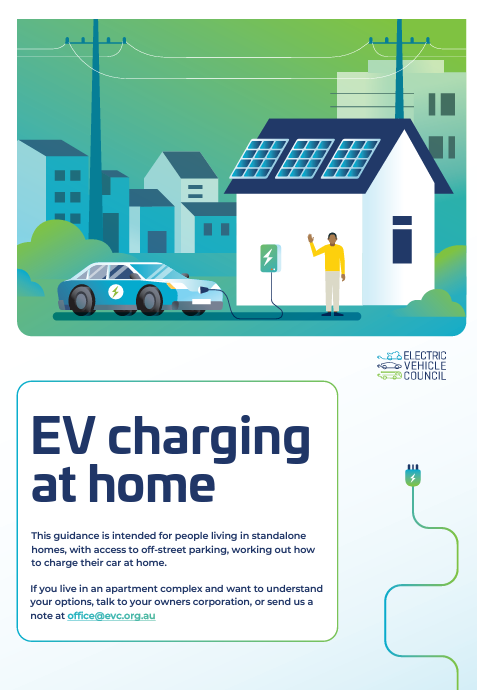 ELECTRIC
VEHICLE
COUNCIL
EV charging
at home
This guidance is intended for people living in standalone
homes, with access to off-street parking, working out how
to charge their car at home.
If you live in an apartment complex and want to understand
your options, talk to your owners corporation, or send us a
note at office@evc.org.au